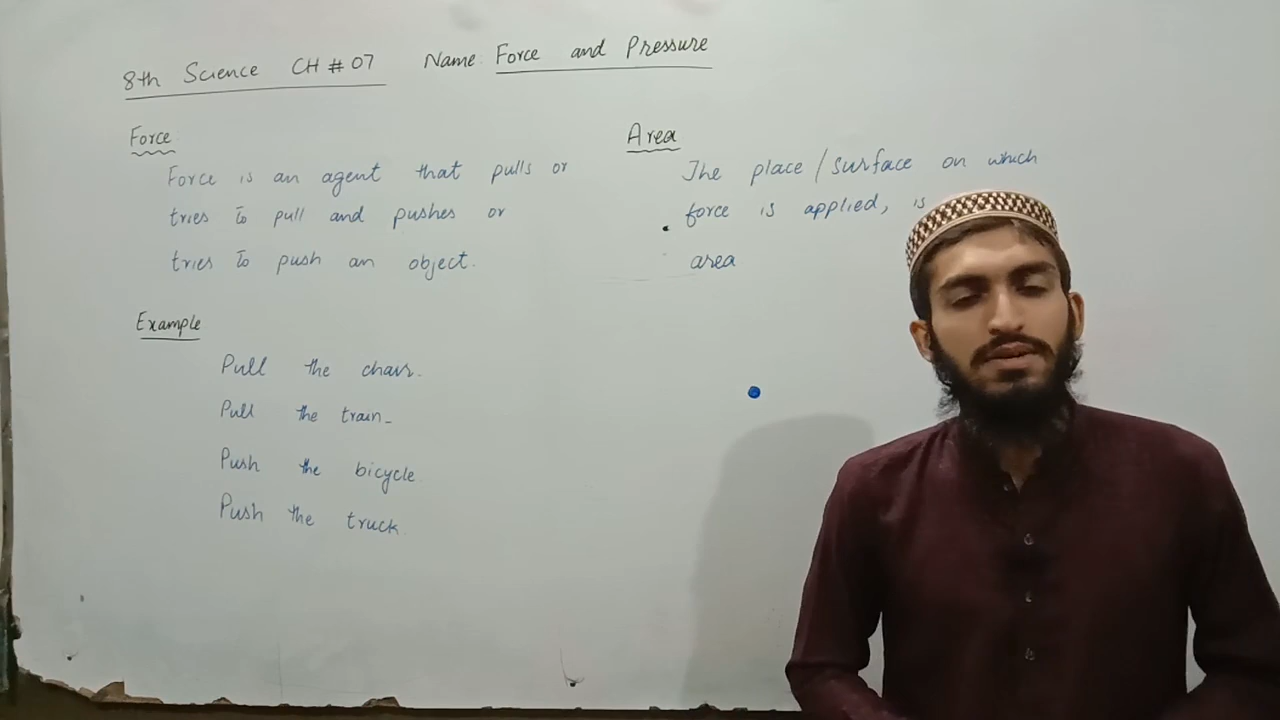 8th Science CH # 07 Name: Force and Pressure
Force
Force is an agent that pulls or
tries to pull and pushes or
tries to push an object.
Example
Pull the chair.
Pull the train.
Push the bicycle
Push the truck.
Area
The place / surface on which
force is applied, is
area